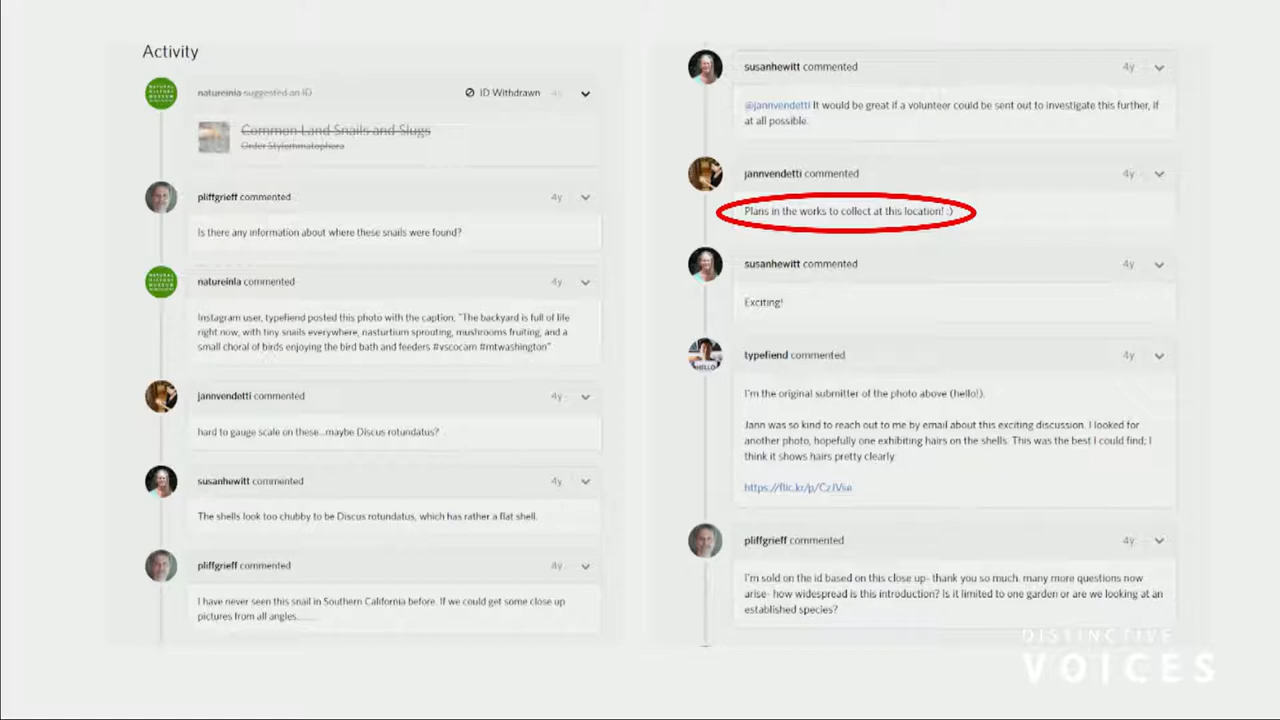 Activity
natureinla suggested an ID
ID Withdrawn
4y
Common Land Snails and Slugs
Order Stylommatophora
pliffgrieff commented
4y
Is there any information about where these snails were found?
natureinla commented
4y
Instagram user, typefiend posted this photo with the caption, "The backyard is full of life
right now, with tiny snails everywhere, nasturtium sprouting, mushrooms fruiting, and a
small choral of birds enjoying the bird bath and feeders #vscocam #mtwashington"
jannvendetti commented
4y
hard to gauge scale on these...maybe Discus rotundatus?
susanhewitt commented
4y
The shells look too chubby to be Discus rotundatus, which has rather a flat shell.
pliffgrieff commented
4y
I have never seen this snail in Southern California before. If we could get some close up
pictures from all angles........
susanhewitt commented
4y
@jannvendetti It would be great if a volunteer could be sent out to investigate this further, if
at all possible.
jannvendetti commented
4y
Plans in the works to collect at this location! :)
susanhewitt commented
4y
Exciting!
HELLO
typefiend commented
4y
I'm the original submitter of the photo above (hello!).
Jann was so kind to reach out to me by email about this exciting discussion. I looked for
another photo, hopefully one exhibiting hairs on the shells. This was the best I could find; I
think it shows hairs pretty clearly
pliffgrieff commented
4y
I'm sold on the id based on this close up- thank you so much. many more questions now
arise- how widespread is this introduction? Is it limited to one garden or are we looking at an
established species?
DISTINCTIVE
VOICES